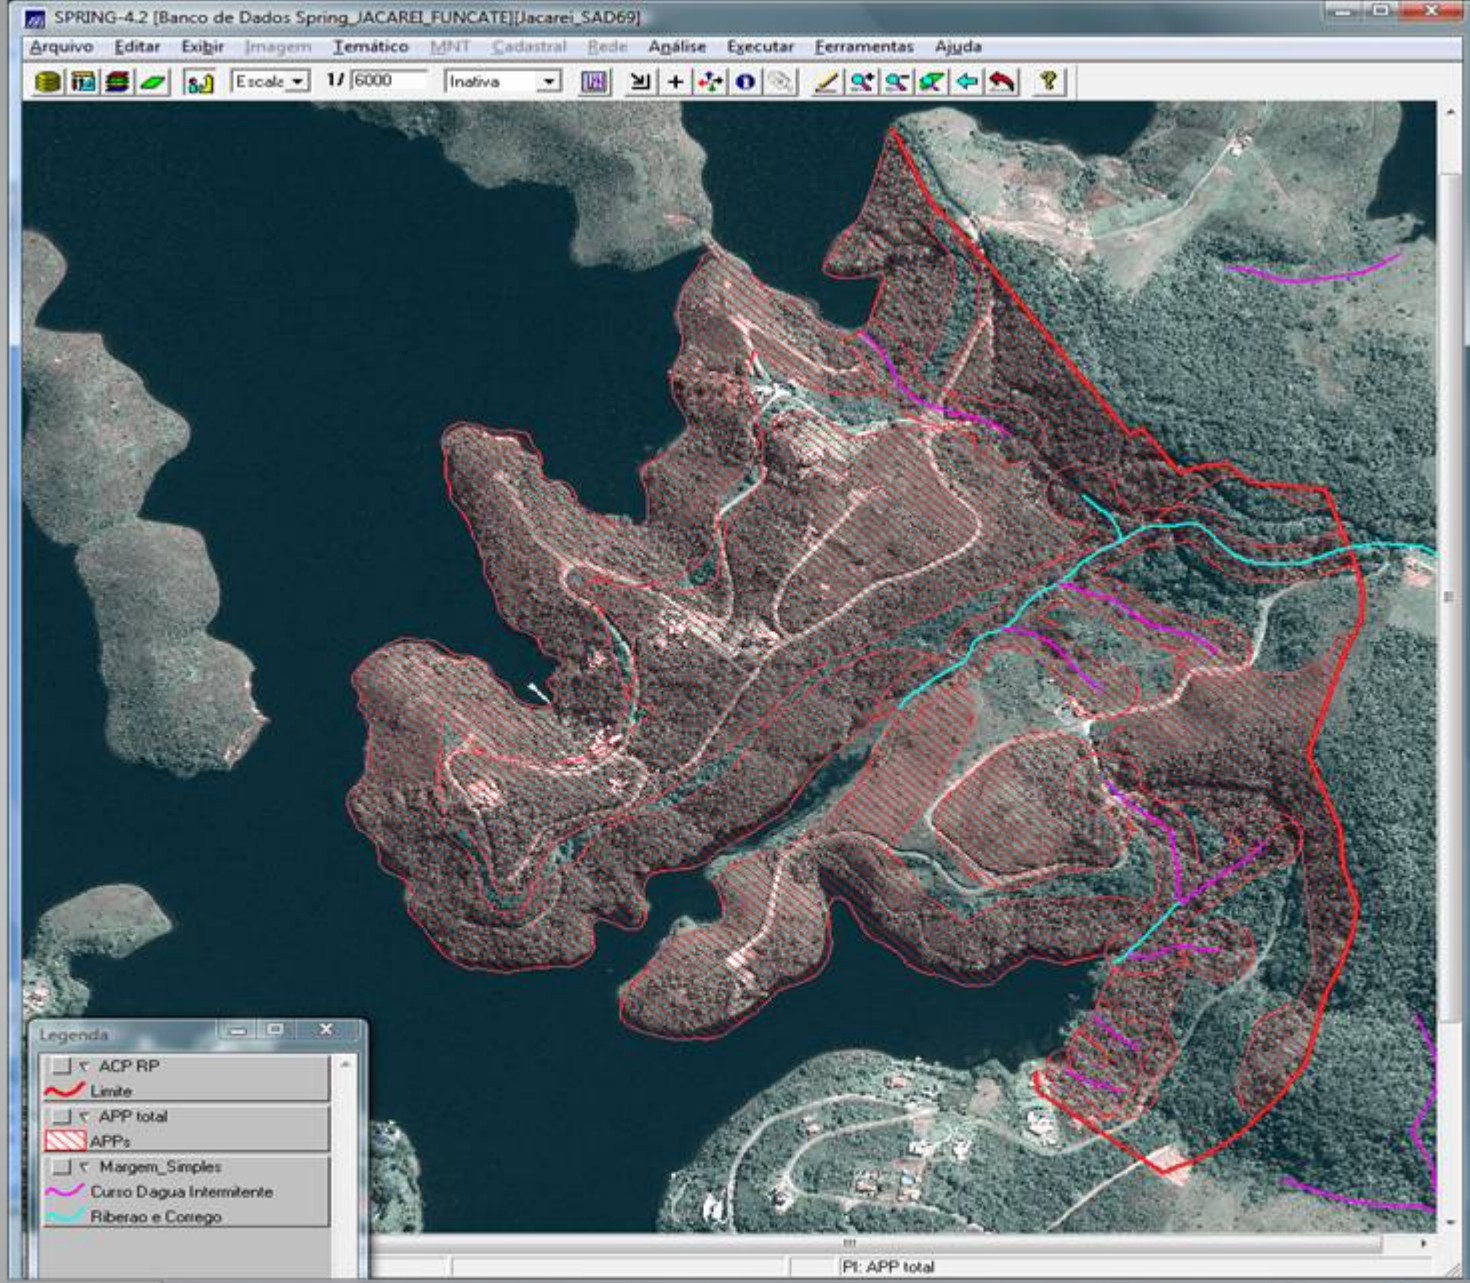 SPRING-4.2 [Banco de Dados Spring_JACAREI_FUNCATE][Jacarei_SAD69]
Arquivo Editar Exibir Imagem Temático MNT Cadastral Rede Análise Executar Ferramentas Ajuda
Escala 1/ 6000 Inativa
Legenda
ACP RP
Limite
APP total
APPs
Margem_Simples
Curso Dagua Intermitente
Riberao e Corrego
PI: APP total